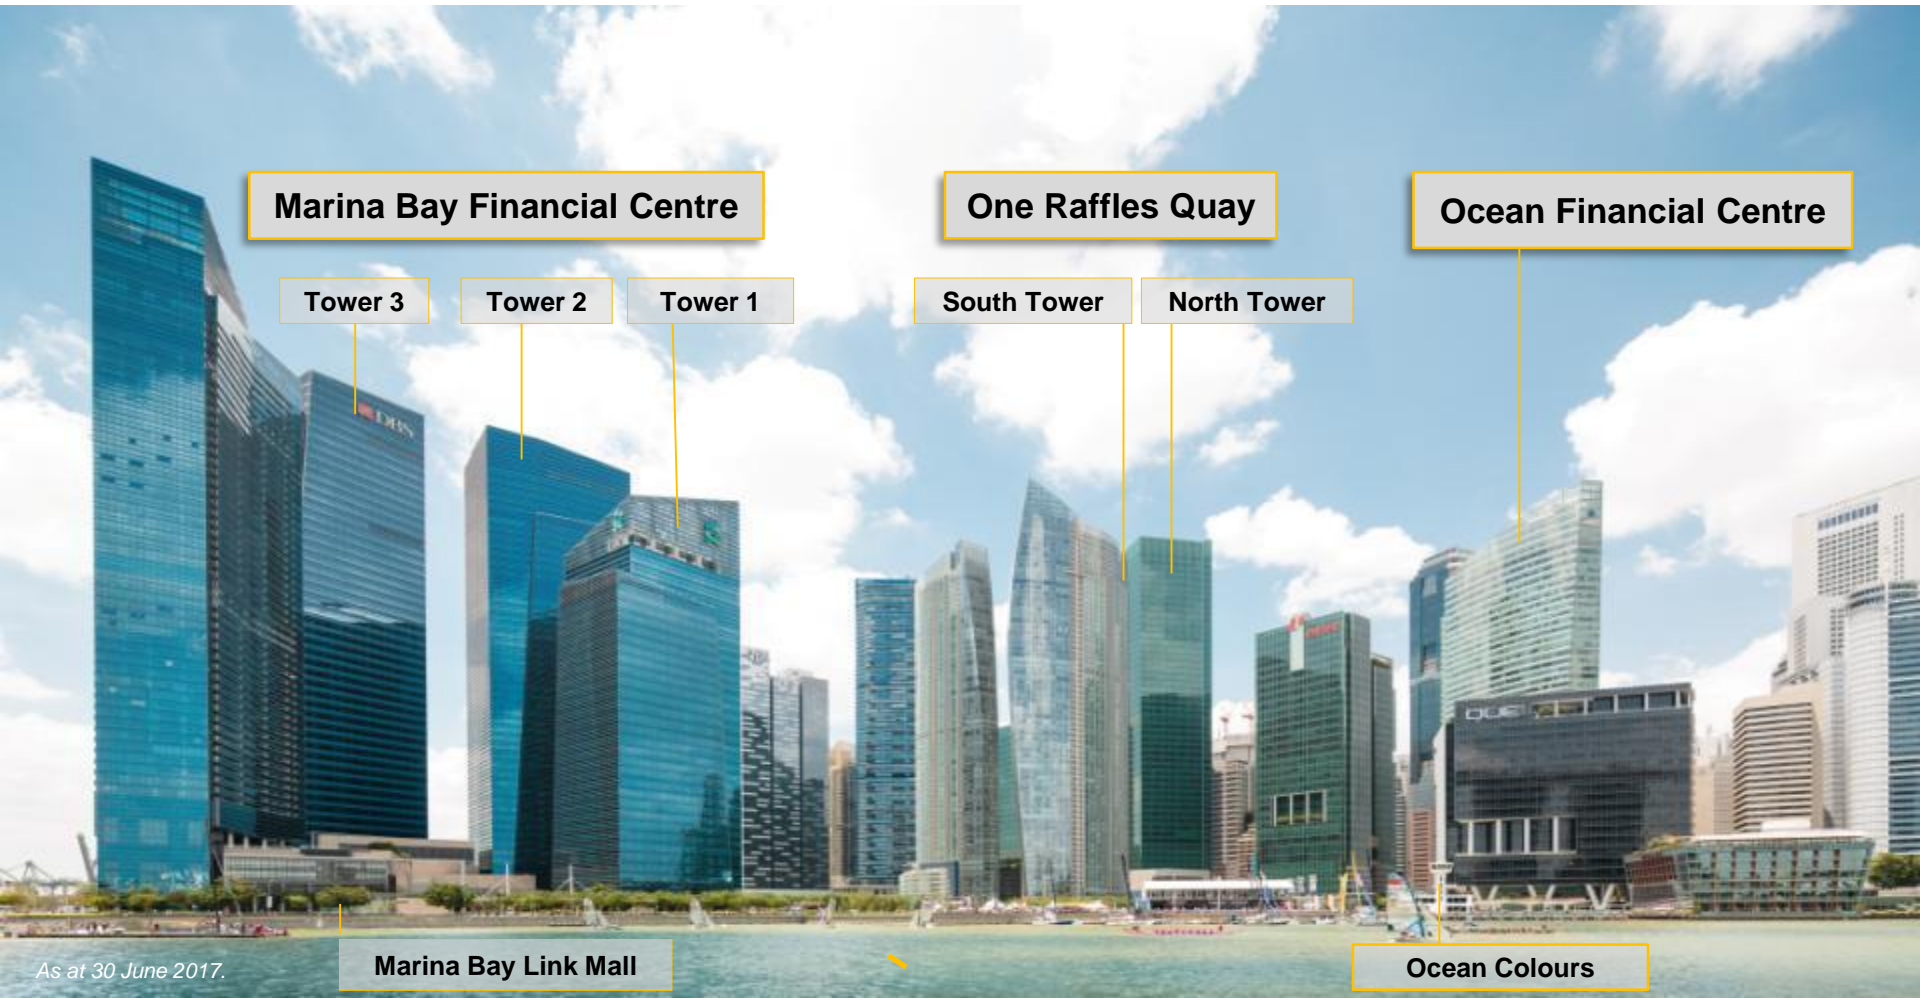 Marina Bay Financial Centre
One Raffles Quay
Ocean Financial Centre
Tower 3
Tower 2
Tower 1
South Tower
North Tower
DBS
OUE
Marina Bay Link Mall
Ocean Colours
As at 30 June 2017.